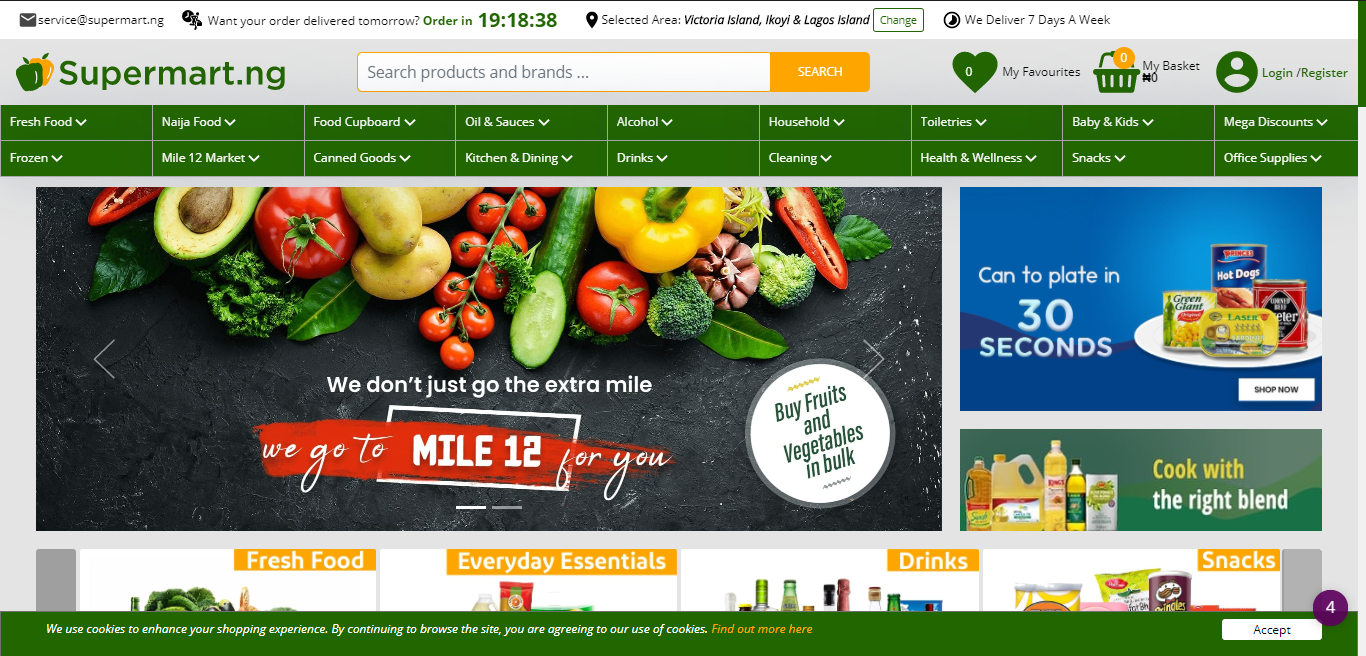 service@supermart.ng
Want your order delivered tomorrow? Order in 19:18:38
Selected Area: Victoria Island, Ikoyi & Lagos Island
Change
We Deliver 7 Days A Week
Supermart.ng
Search products and brands ...
SEARCH
0
My Favourites
0
My Basket
₦0
Login /Register
Fresh Food
Naija Food
Food Cupboard
Oil & Sauces
Alcohol
Household
Toiletries
Baby & Kids
Mega Discounts
Frozen
Mile 12 Market
Canned Goods
Kitchen & Dining
Drinks
Cleaning
Health & Wellness
Snacks
Office Supplies
We don't just go the extra mile
we go to MILE 12 for you
Buy Fruits
and
Vegetables
in bulk
Can to plate in
30
SECONDS
PRINCES
Hot Dogs
Green
Giant
Original
LASER
CORNED
BEEF
SHOP NOW
Cook with
the right blend
Fresh Food
Everyday Essentials
Drinks
Snacks
Pringles
4
We use cookies to enhance your shopping experience. By continuing to browse the site, you are agreeing to our use of cookies. Find out more here
Accept